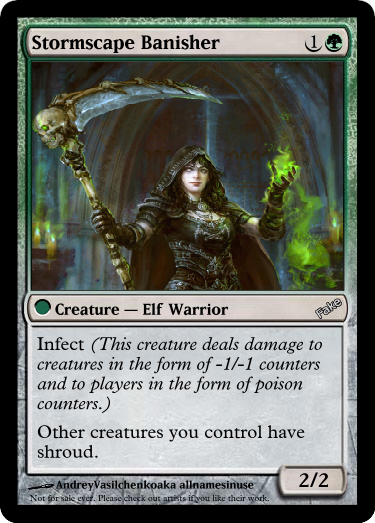 Stormscape Banisher 1
Creature — Elf Warrior
Fake
Infect (This creature deals damage to
creatures in the form of -1/-1 counters
and to players in the form of poison
counters.)
Other creatures you control have
shroud.
2/2
AndreyVasilchenkoaka allnamesinuse
Not for sale ever. Please check out artists if you like their work.